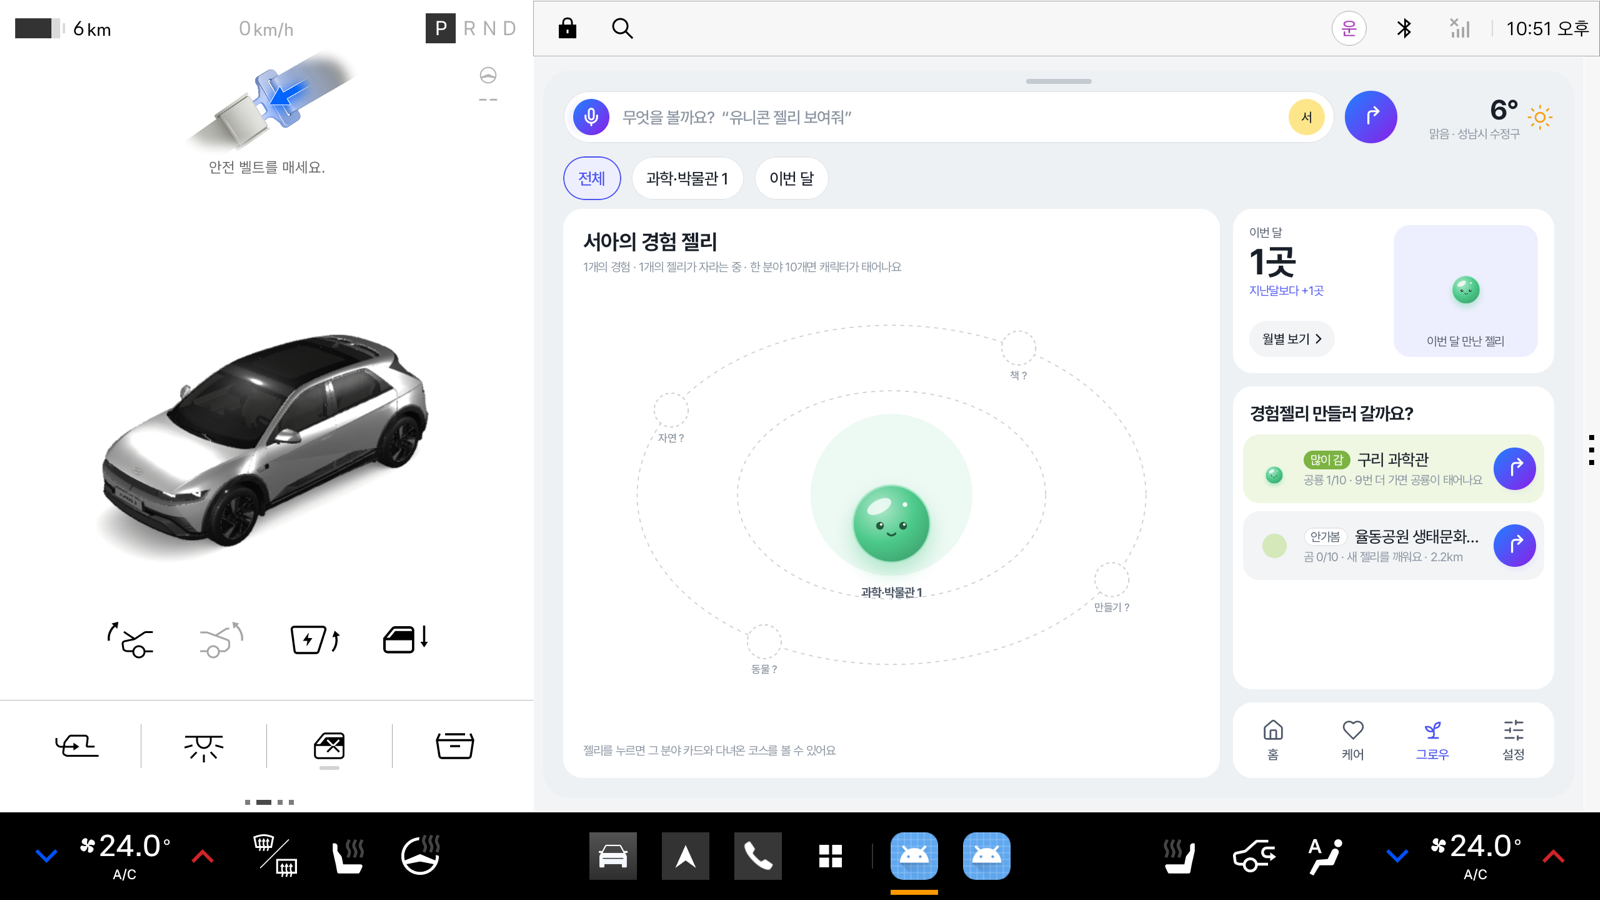 6 km
0 km/h
P R N D
안전 벨트를 매세요.
--
운
10:51 오후
무엇을 볼까요? “유니콘 젤리 보여줘”
서
6°
맑음 · 성남시 수정구
전체
과학·박물관 1
이번 달
서아의 경험 젤리
1개의 경험 · 1개의 젤리가 자라는 중 · 한 분야 10개면 캐릭터가 태어나요
책 ?
자연 ?
과학·박물관 1
만들기 ?
동물 ?
젤리를 누르면 그 분야 카드와 다녀온 코스를 볼 수 있어요
이번 달
1곳
지난달보다 +1곳
월별 보기
이번 달 만난 젤리
경험젤리 만들러 갈까요?
많이 감 구리 과학관
공룡 1/10 · 9번 더 가면 공룡이 태어나요
안가봄 율동공원 생태문화...
곰 0/10 · 새 젤리를 깨워요 · 2.2km
홈
케어
그로우
설정
24.0°
A/C
A
24.0°
A/C